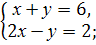 x + y = 6,
2x − y = 2;